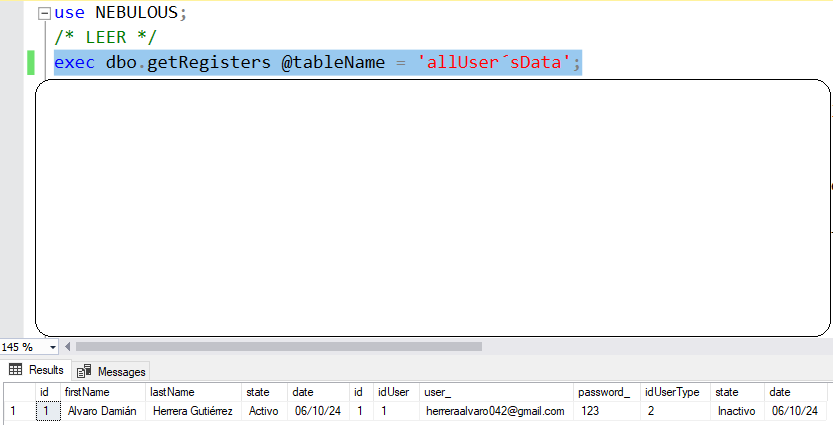 use NEBULOUS;
/* LEER */
exec dbo.getRegisters @tableName = 'allUser´sData';
145 %
Results Messages
id firstName lastName state date id idUser user_ password_ idUserType state date
1 1 Alvaro Damián Herrera Gutiérrez Activo 06/10/24 1 1 herreraalvaro042@gmail.com 123 2 Inactivo 06/10/24